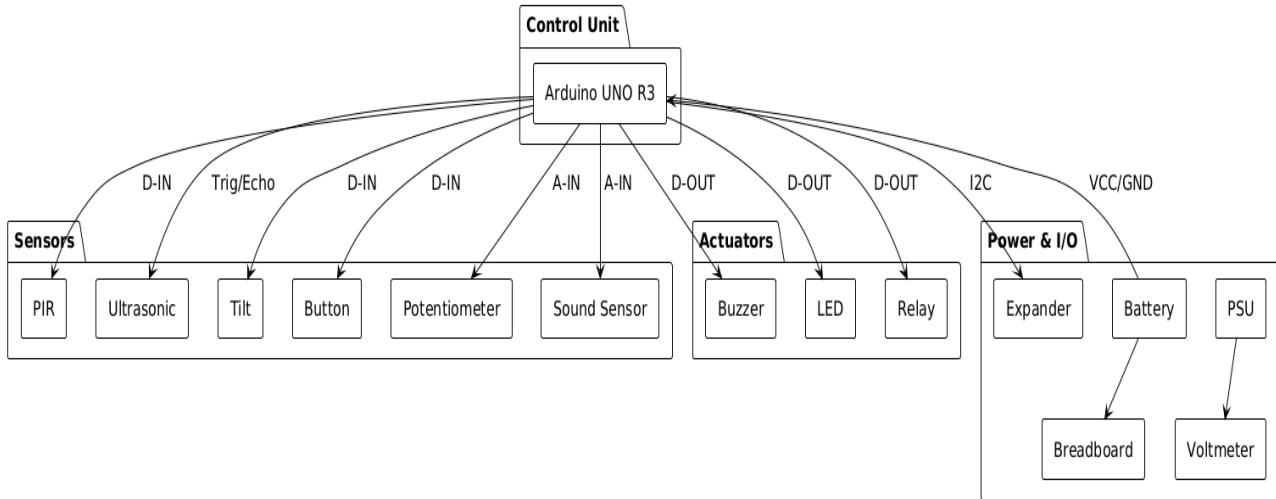 Control Unit
Arduino UNO R3
D-IN
Trig/Echo
D-IN
D-IN
A-IN
A-IN
D-OUT
D-OUT
D-OUT
I2C
VCC/GND
Sensors
PIR
Ultrasonic
Tilt
Button
Potentiometer
Sound Sensor
Actuators
Buzzer
LED
Relay
Power & I/O
Expander
Battery
PSU
Breadboard
Voltmeter